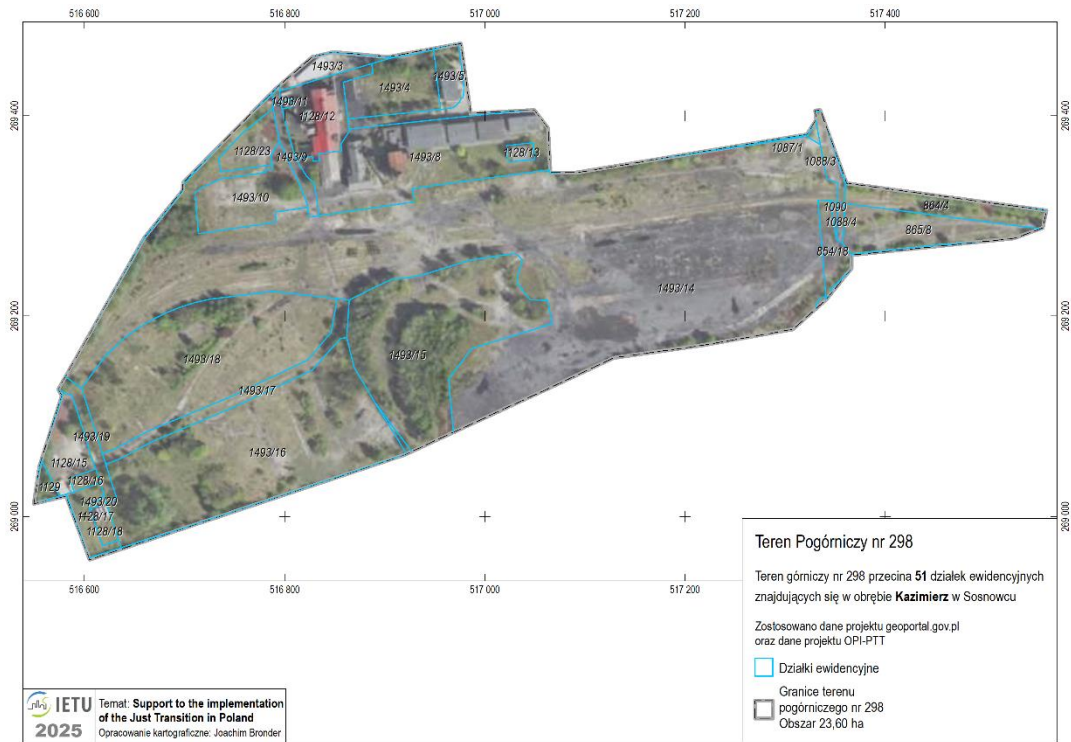 516 600 516 800 517 000 517 200 517 400
1493/3
1493/4
1493/5
1493/11
1128/12
269 400 269 400
1128/23
1493/9
1493/8
1128/13
1087/1
1088/3
1493/10
1090
864/4
1088/4
865/8
854/18
1493/14
269 200 269 200
1493/18
1493/15
1493/17
1493/19
1493/16
1128/15
1128/16
1129
1493/20
1128/17
1128/18
269 000 269 000
516 600 516 800 517 000 517 200
Teren Pogórniczy nr 298
Teren górniczy nr 298 przecina 51 działek ewidencyjnych
znajdujących się w obrębie Kazimierz w Sosnowcu
Zostosowano dane projektu geoportal.gov.pl
oraz dane projektu OPI-PTT
Działki ewidencyjne
Granice terenu
pogórniczego nr 298
Obszar 23,60 ha
IETU
2025
Temat: Support to the implementation
of the Just Transition in Poland
Opracowanie kartograficzne: Joachim Bronder